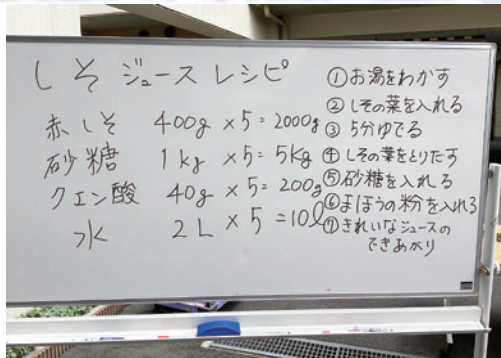 しそジュースレシピ
赤しそ 400g ×5=2000g
砂糖 1kg ×5=5kg
クエン酸 40g ×5=200g
水 2L ×5=10ℓ
①お湯をわかす
②しその葉を入れる
③5分ゆでる
④しその葉をとりだす
⑤砂糖を入れる
⑥まほうの粉を入れる
⑦きれいなジュースの
できあがり